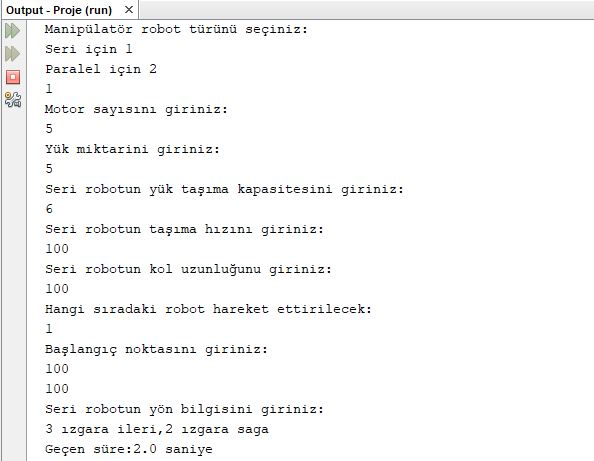 Output - Proje (run) ×
Manipülatör robot türünü seçiniz:
Seri için 1
Paralel için 2
1
Motor sayısını giriniz:
5
Yük miktarini giriniz:
5
Seri robotun yük taşıma kapasitesini giriniz:
6
Seri robotun taşıma hızını giriniz:
100
Seri robotun kol uzunluğunu giriniz:
100
Hangi sıradaki robot hareket ettirilecek:
1
Başlangıç noktasını giriniz:
100
100
Seri robotun yön bilgisini giriniz:
3 ızgara ileri,2 ızgara saga
Geçen süre:2.0 saniye